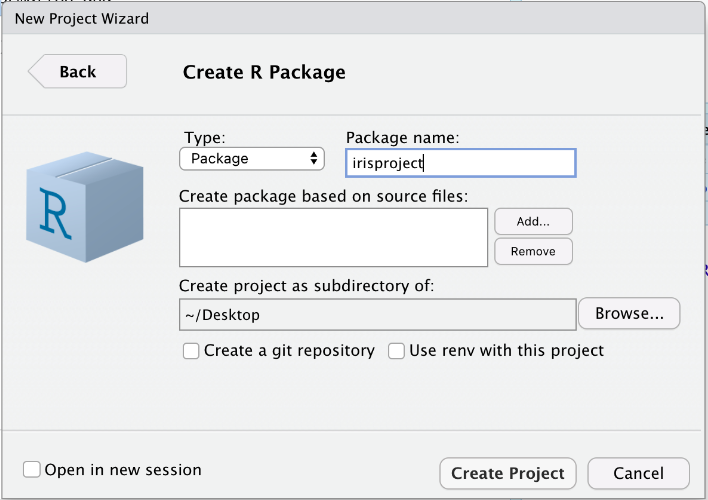 New Project Wizard
Back
Create R Package
R
Type:
Package name:
Package
irisproject
Create package based on source files:
Add...
Remove
Create project as subdirectory of:
~/Desktop
Browse...
Create a git repository
Use renv with this project
Open in new session
Create Project
Cancel